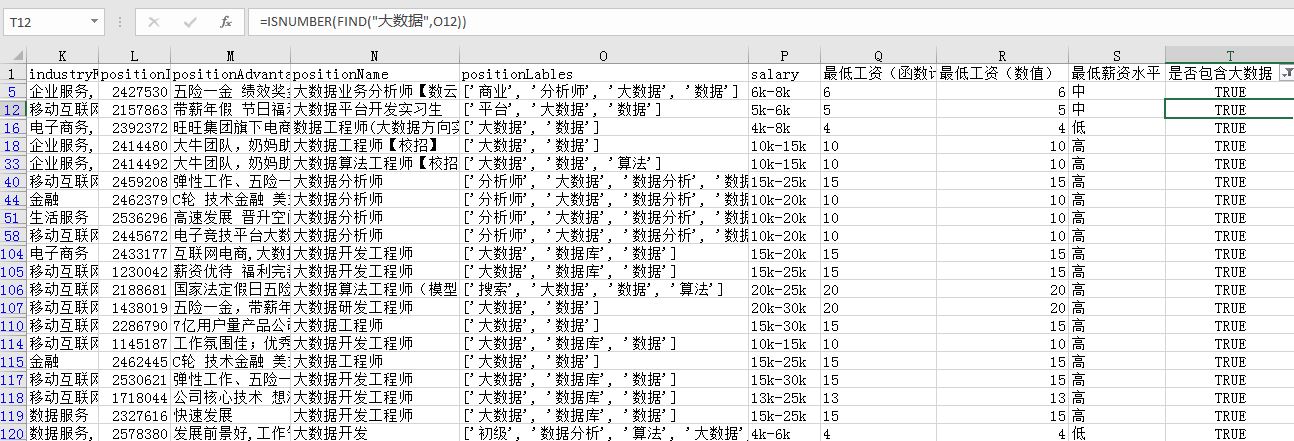 T12 fx =ISNUMBER(FIND("大数据",O12))
K L M N O P Q R S T
1 industryF positionI positionAdvanta positionName positionLables salary 最低工资（函数计 最低工资（数值） 最低薪资水平 是否包含大数据
5 企业服务, 2427530 五险一金 绩效奖金 大数据业务分析师【数云 ['商业', '分析师', '大数据', '数据'] 6k-8k 6 6 中 TRUE
12 移动互联网 2157863 带薪年假 节日福利 大数据平台开发实习生 ['平台', '大数据', '数据'] 5k-6k 5 5 中 TRUE
16 电子商务, 2392372 旺旺集团旗下电商 数据工程师(大数据方向实 ['大数据', '数据'] 4k-8k 4 4 低 TRUE
18 企业服务, 2414480 大牛团队，奶妈助 大数据工程师【校招】 ['大数据', '数据'] 10k-15k 10 10 高 TRUE
33 企业服务, 2414492 大牛团队，奶妈助 大数据算法工程师【校招 ['大数据', '数据', '算法'] 10k-15k 10 10 高 TRUE
40 移动互联网 2459208 弹性工作、五险一 大数据分析师 ['分析师', '大数据', '数据分析', '数据 15k-25k 15 15 高 TRUE
44 金融 2462379 C轮 技术金融 美 大数据分析师 ['分析师', '大数据', '数据分析', '数据 10k-20k 10 10 高 TRUE
51 生活服务 2536296 高速发展 晋升空间 大数据分析师 ['分析师', '大数据', '数据分析', '数据 10k-20k 10 10 高 TRUE
58 移动互联网 2445672 电子竞技平台大数 大数据分析师 ['分析师', '大数据', '数据分析', '数据 10k-20k 10 10 高 TRUE
104 电子商务 2433177 互联网电商,大数据 大数据开发工程师 ['大数据', '数据库', '数据'] 15k-25k 15 15 高 TRUE
105 移动互联网 1230042 薪资优待 福利完善 大数据开发工程师 ['大数据', '数据库', '数据'] 15k-25k 15 15 高 TRUE
106 移动互联网 2188681 国家法定假日五险 大数据算法工程师（模型 ['搜索', '大数据', '数据', '算法'] 20k-25k 20 20 高 TRUE
107 移动互联网 1438019 五险一金，带薪年 大数据研发工程师 ['大数据', '数据'] 20k-30k 20 20 高 TRUE
110 移动互联网 2286790 7亿用户量产品公司 大数据工程师 ['大数据', '数据'] 15k-30k 15 15 高 TRUE
114 移动互联网 1145187 工作氛围佳；优秀 大数据开发工程师 ['大数据', '数据库', '数据'] 10k-15k 10 10 高 TRUE
115 金融 2462445 C轮 技术金融 美 大数据工程师 ['大数据', '数据'] 15k-25k 15 15 高 TRUE
117 移动互联网 2530621 弹性工作、五险一 大数据开发工程师 ['大数据', '数据库', '数据'] 15k-30k 15 15 高 TRUE
118 移动互联网 1718044 公司核心技术 想 大数据开发工程师 ['大数据', '数据库', '数据'] 13k-25k 13 13 高 TRUE
119 数据服务 2327616 快速发展 大数据开发工程师 ['大数据', '数据库', '数据'] 15k-25k 15 15 高 TRUE
120 数据服务, 2578380 发展前景好,工作 大数据开发 ['初级', '数据分析', '算法', '大数据' 4k-6k 4 4 低 TRUE